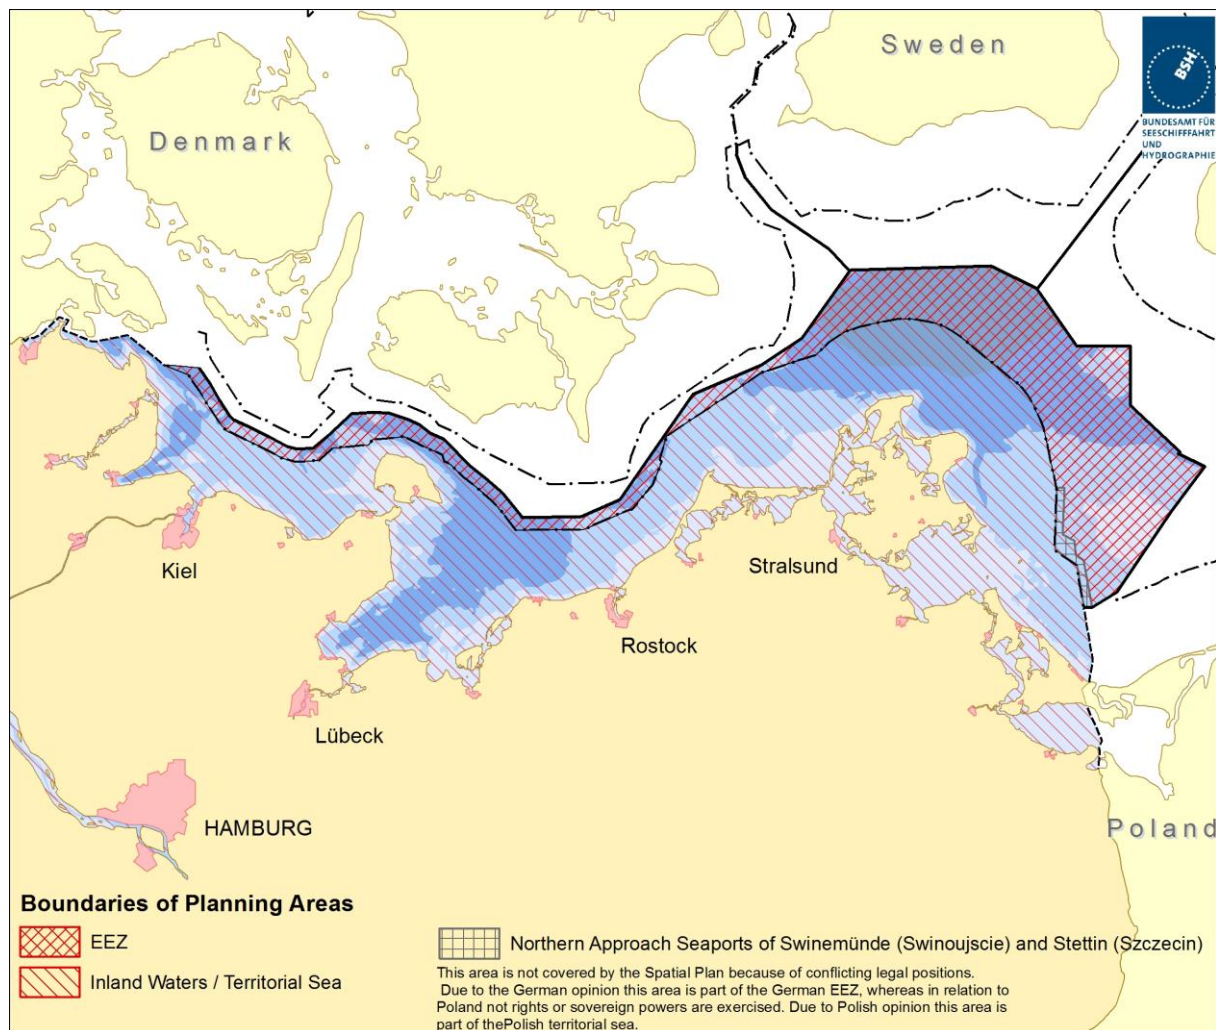 Sweden
BSH
BUNDESAMT FÜR
SEESCHIFFFAHRT
UND
HYDROGRAPHIE
Denmark
Kiel
Stralsund
Rostock
Lübeck
HAMBURG
Poland
Boundaries of Planning Areas
EEZ
Inland Waters / Territorial Sea
Northern Approach Seaports of Swinemünde (Swinoujscie) and Stettin (Szczecin)
This area is not covered by the Spatial Plan because of conflicting legal positions.
Due to the German opinion this area is part of the German EEZ, whereas in relation to
Poland not rights or sovereign powers are exercised. Due to Polish opinion this area is
part of thePolish territorial sea.